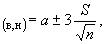 (в,н) = a ± 3 S/√n,